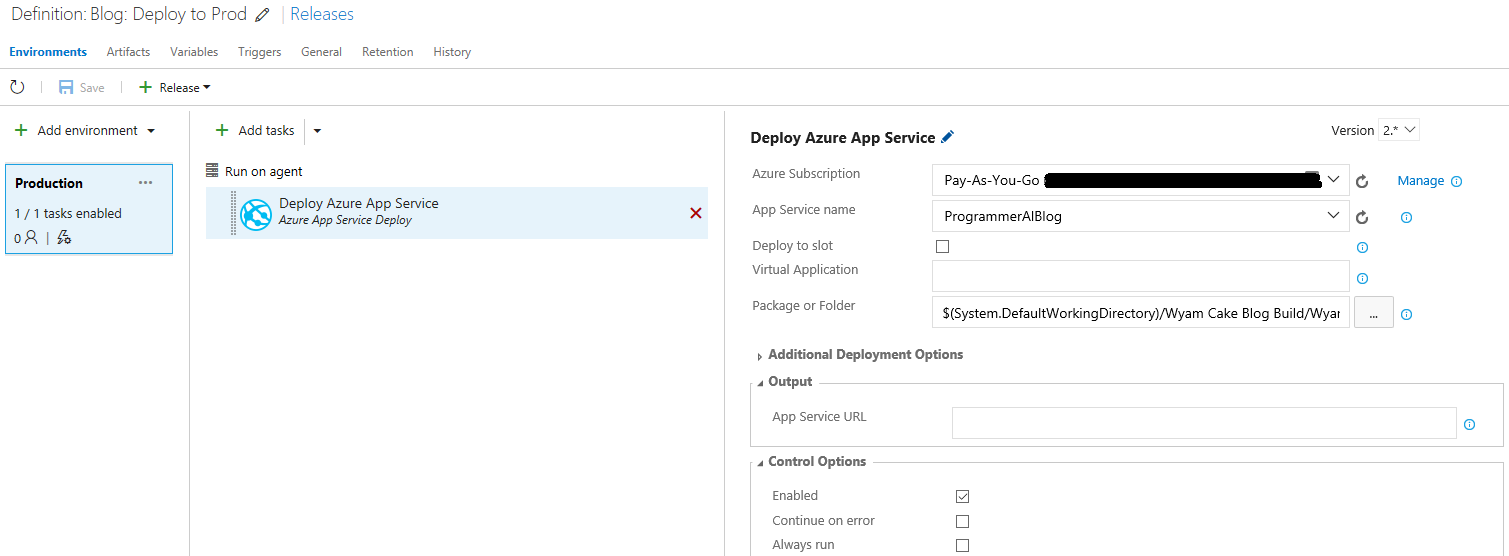 Definition: Blog: Deploy to Prod | Releases
Environments Artifacts Variables Triggers General Retention History
Save Release
Add environment
Production ...
1 / 1 tasks enabled
0 |
Add tasks
Run on agent
Deploy Azure App Service
Azure App Service Deploy
Deploy Azure App Service
Version 2.*
Azure Subscription Pay-As-You-Go Manage
App Service name ProgrammerAlBlog
Deploy to slot
Virtual Application
Package or Folder $(System.DefaultWorkingDirectory)/Wyam Cake Blog Build/Wyar ...
Additional Deployment Options
Output
App Service URL
Control Options
Enabled
Continue on error
Always run